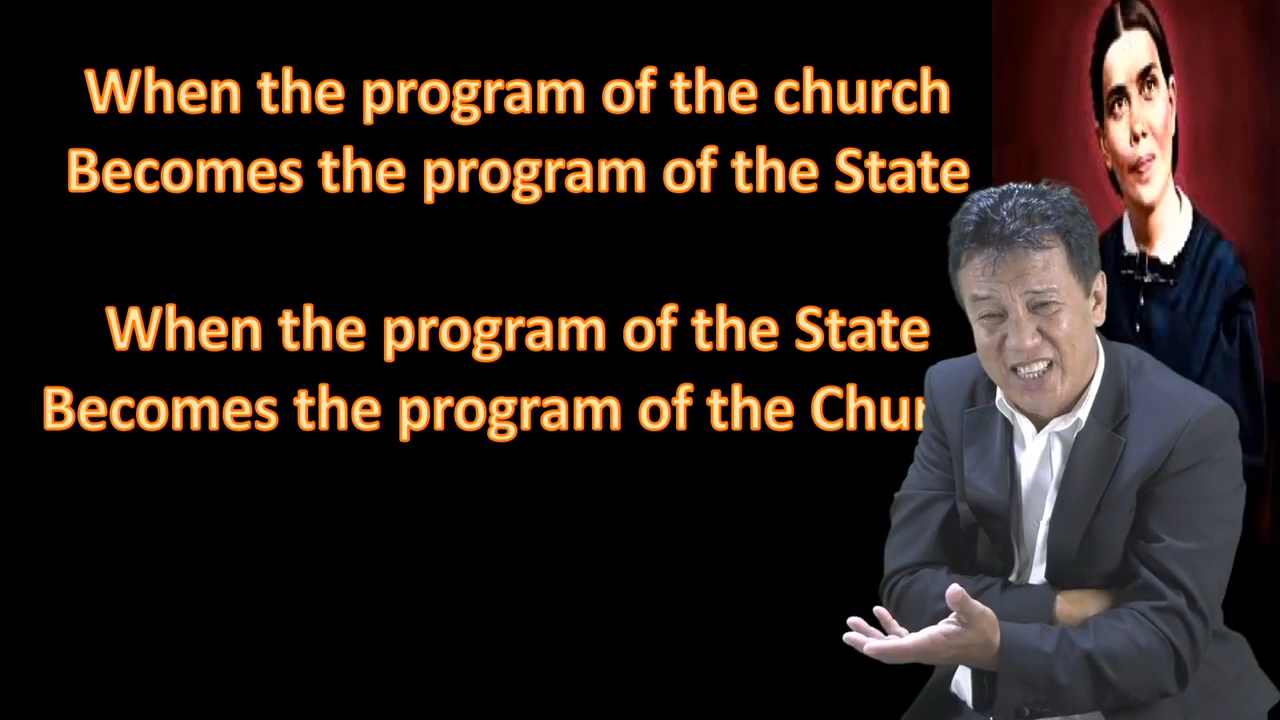 When the program of the church
Becomes the program of the State
When the program of the State
Becomes the program of the